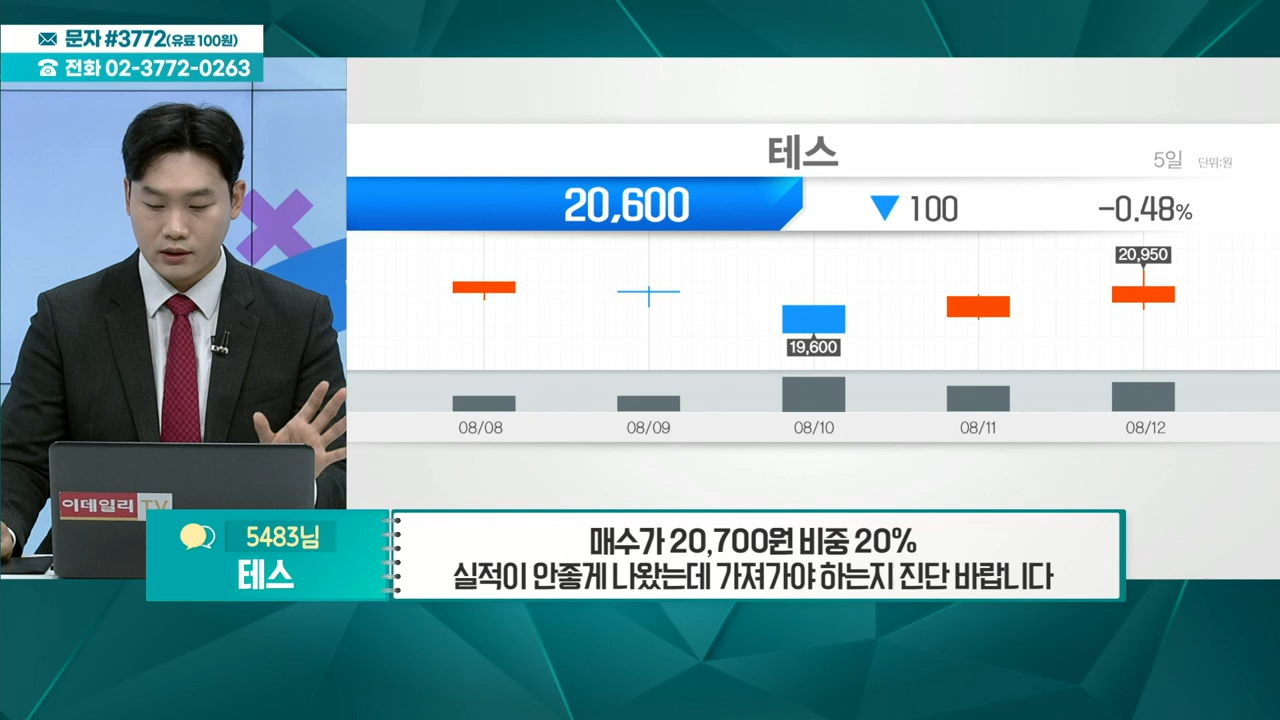 문자 #3772(유료 100원)
전화 02-3772-0263
테스
5일 단위:원
20,600 ▼ 100 -0.48%
20,950
19,600
08/08 08/09 08/10 08/11 08/12
이데일리 TV
5483님
테스
매수가 20,700원 비중 20%
실적이 안좋게 나왔는데 가져가야 하는지 진단 바랍니다